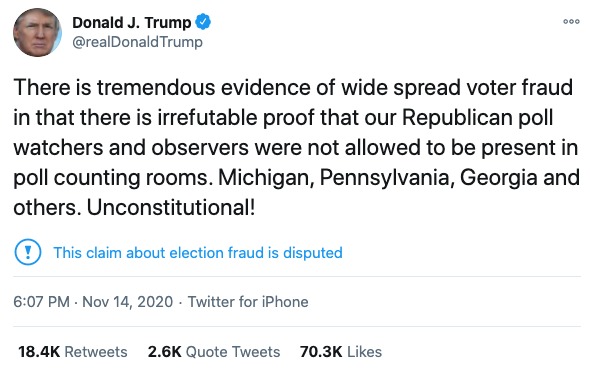 Donald J. Trump
@realDonaldTrump
There is tremendous evidence of wide spread voter fraud
in that there is irrefutable proof that our Republican poll
watchers and observers were not allowed to be present in
poll counting rooms. Michigan, Pennsylvania, Georgia and
others. Unconstitutional!
This claim about election fraud is disputed
6:07 PM · Nov 14, 2020 · Twitter for iPhone
18.4K Retweets 2.6K Quote Tweets 70.3K Likes